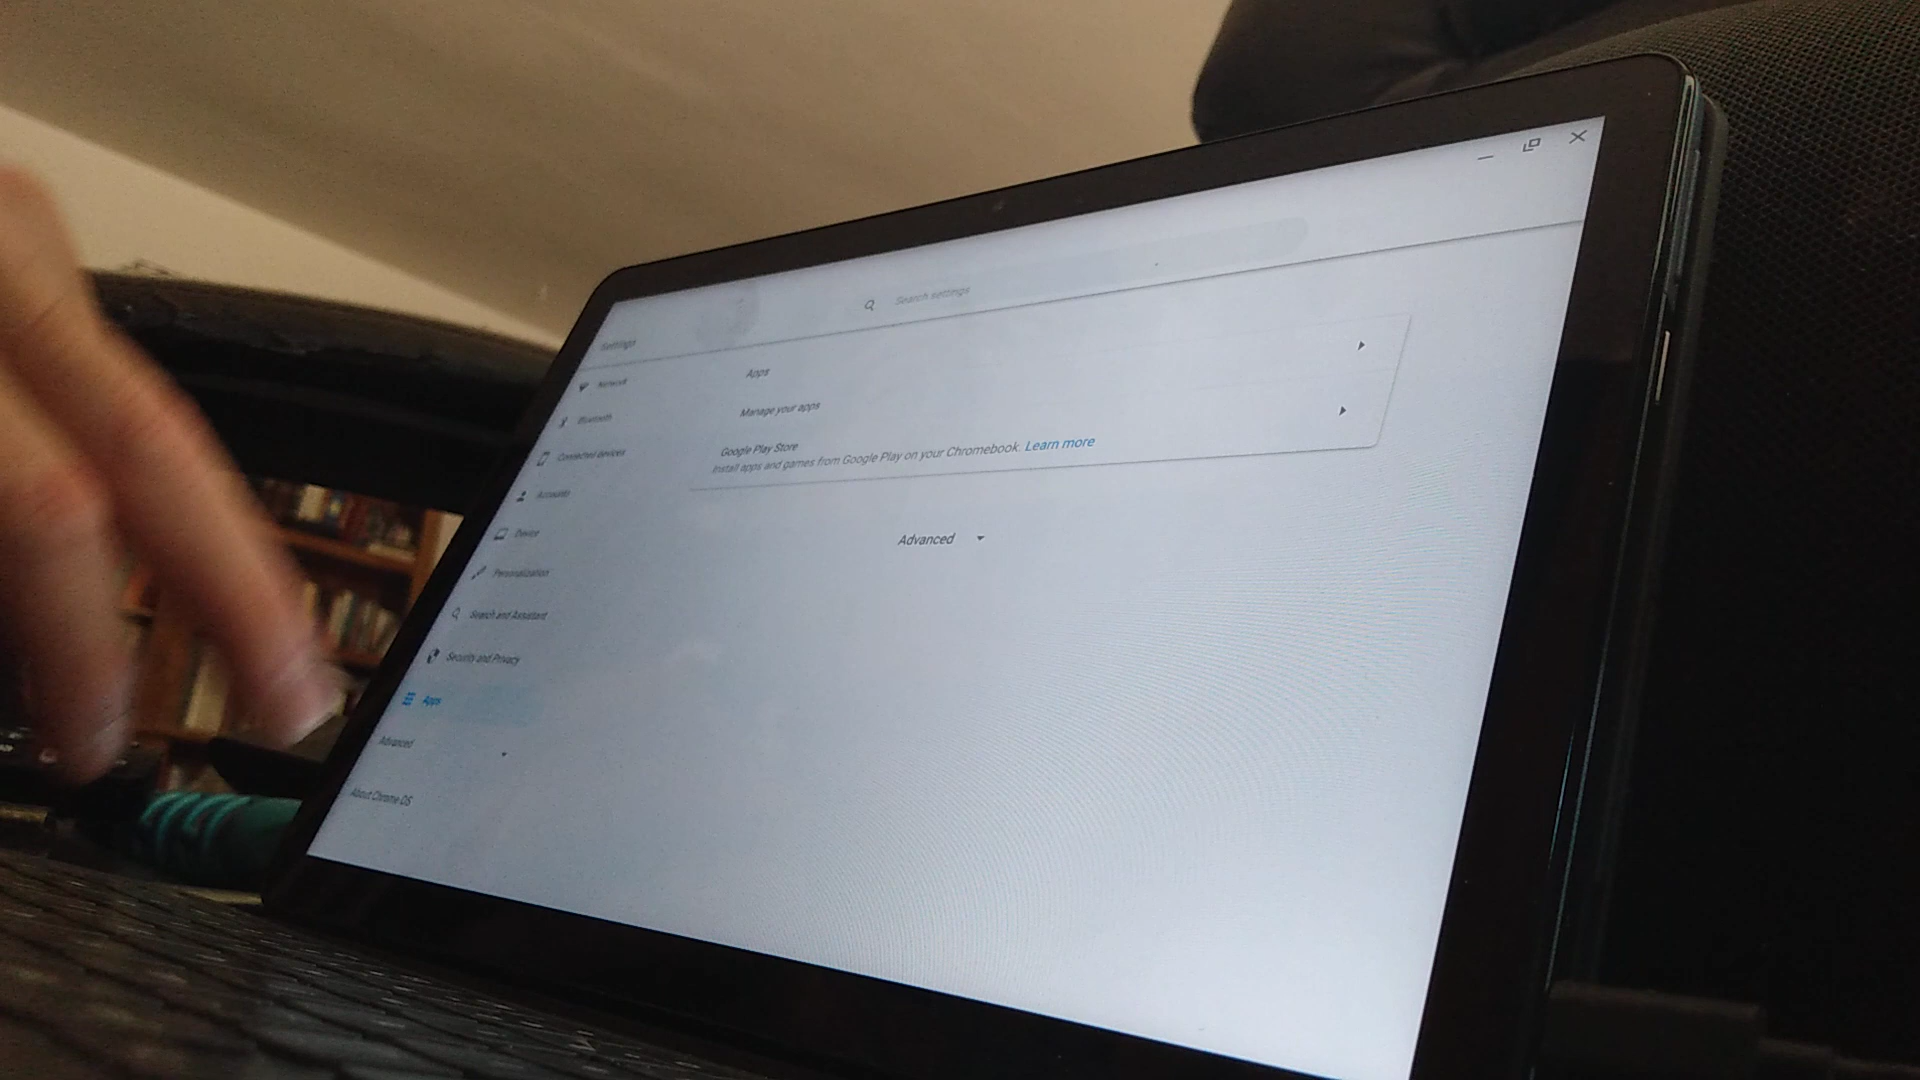 Search settings
Settings
Network
Bluetooth
Connected devices
Accounts
Device
Personalization
Search and Assistant
Security and Privacy
Apps
Advanced
About Chrome OS
Apps
Manage your apps
Google Play Store
Install apps and games from Google Play on your Chromebook. Learn more
Advanced